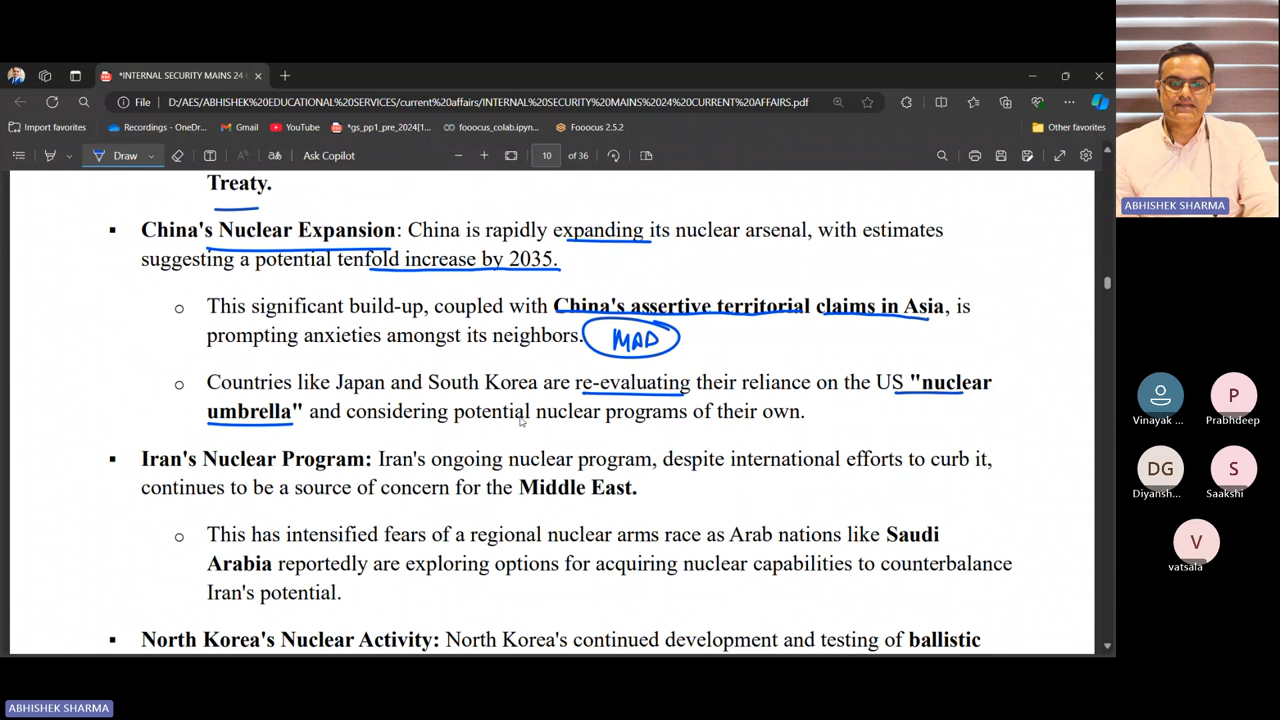 *INTERNAL SECURITY MAINS 24
File
D:/AES/ABHISHEK%20EDUCATIONAL%20SERVICES/current%20affairs/INTERNAL%20SECURITY%20MAINS%202024%20CURRENT%20AFFAIRS.pdf
Import favorites
Recordings - OneDr...
Gmail
YouTube
*gs_pp1_pre_2024[1...
foooocus_colab.ipyn...
Fooocus 2.5.2
Other favorites
Draw
Ask Copilot
10 of 36
Treaty.
▪ China's Nuclear Expansion: China is rapidly expanding its nuclear arsenal, with estimates
suggesting a potential tenfold increase by 2035.
o This significant build-up, coupled with China's assertive territorial claims in Asia, is
prompting anxieties amongst its neighbors. MAD
o Countries like Japan and South Korea are re-evaluating their reliance on the US "nuclear
umbrella" and considering potential nuclear programs of their own.
▪ Iran's Nuclear Program: Iran's ongoing nuclear program, despite international efforts to curb it,
continues to be a source of concern for the Middle East.
o This has intensified fears of a regional nuclear arms race as Arab nations like Saudi
Arabia reportedly are exploring options for acquiring nuclear capabilities to counterbalance
Iran's potential.
▪ North Korea's Nuclear Activity: North Korea's continued development and testing of ballistic
ABHISHEK SHARMA
Vinayak ...
P
Prabhdeep
DG
Diyansh...
S
Saakshi
V
vatsala
ABHISHEK SHARMA